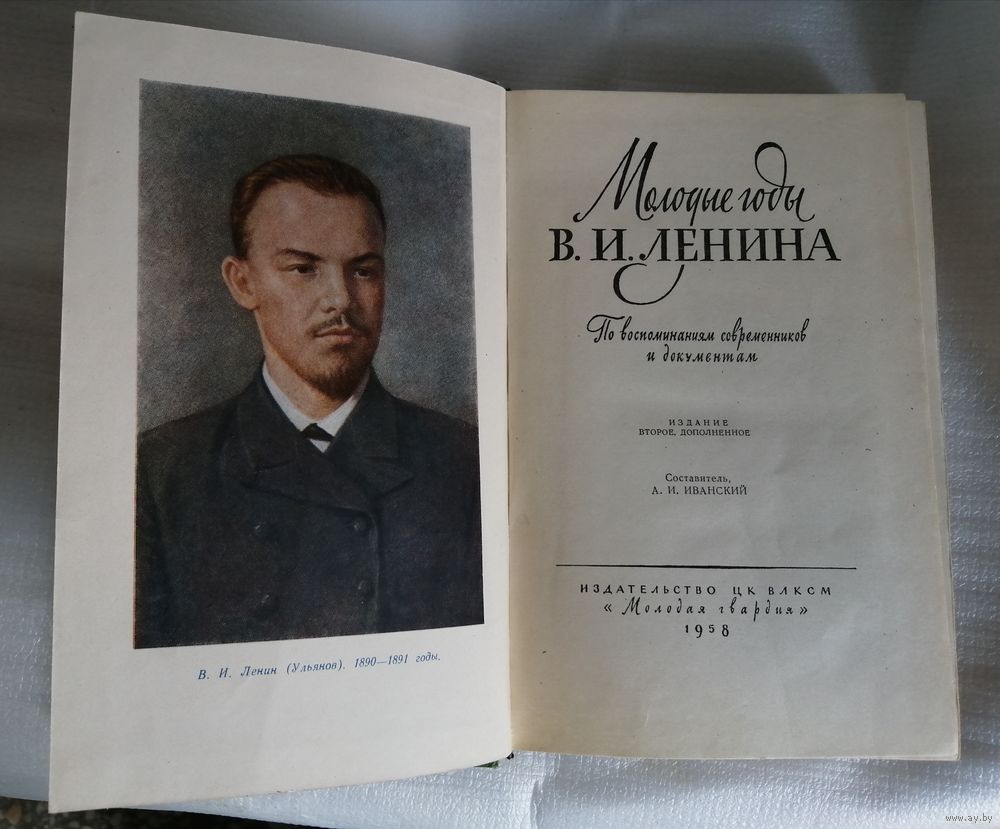 В. И. Ленин (Ульянов). 1890—1891 годы.
Молодые годы
В. И. ЛЕНИНА
По воспоминаниям современников
и документам
ИЗДАНИЕ
ВТОРОЕ, ДОПОЛНЕННОЕ
Составитель,
А. И. ИВАНСКИЙ
ИЗДАТЕЛЬСТВО ЦК ВЛКСМ
«Молодая гвардия»
1958
www.ay.by